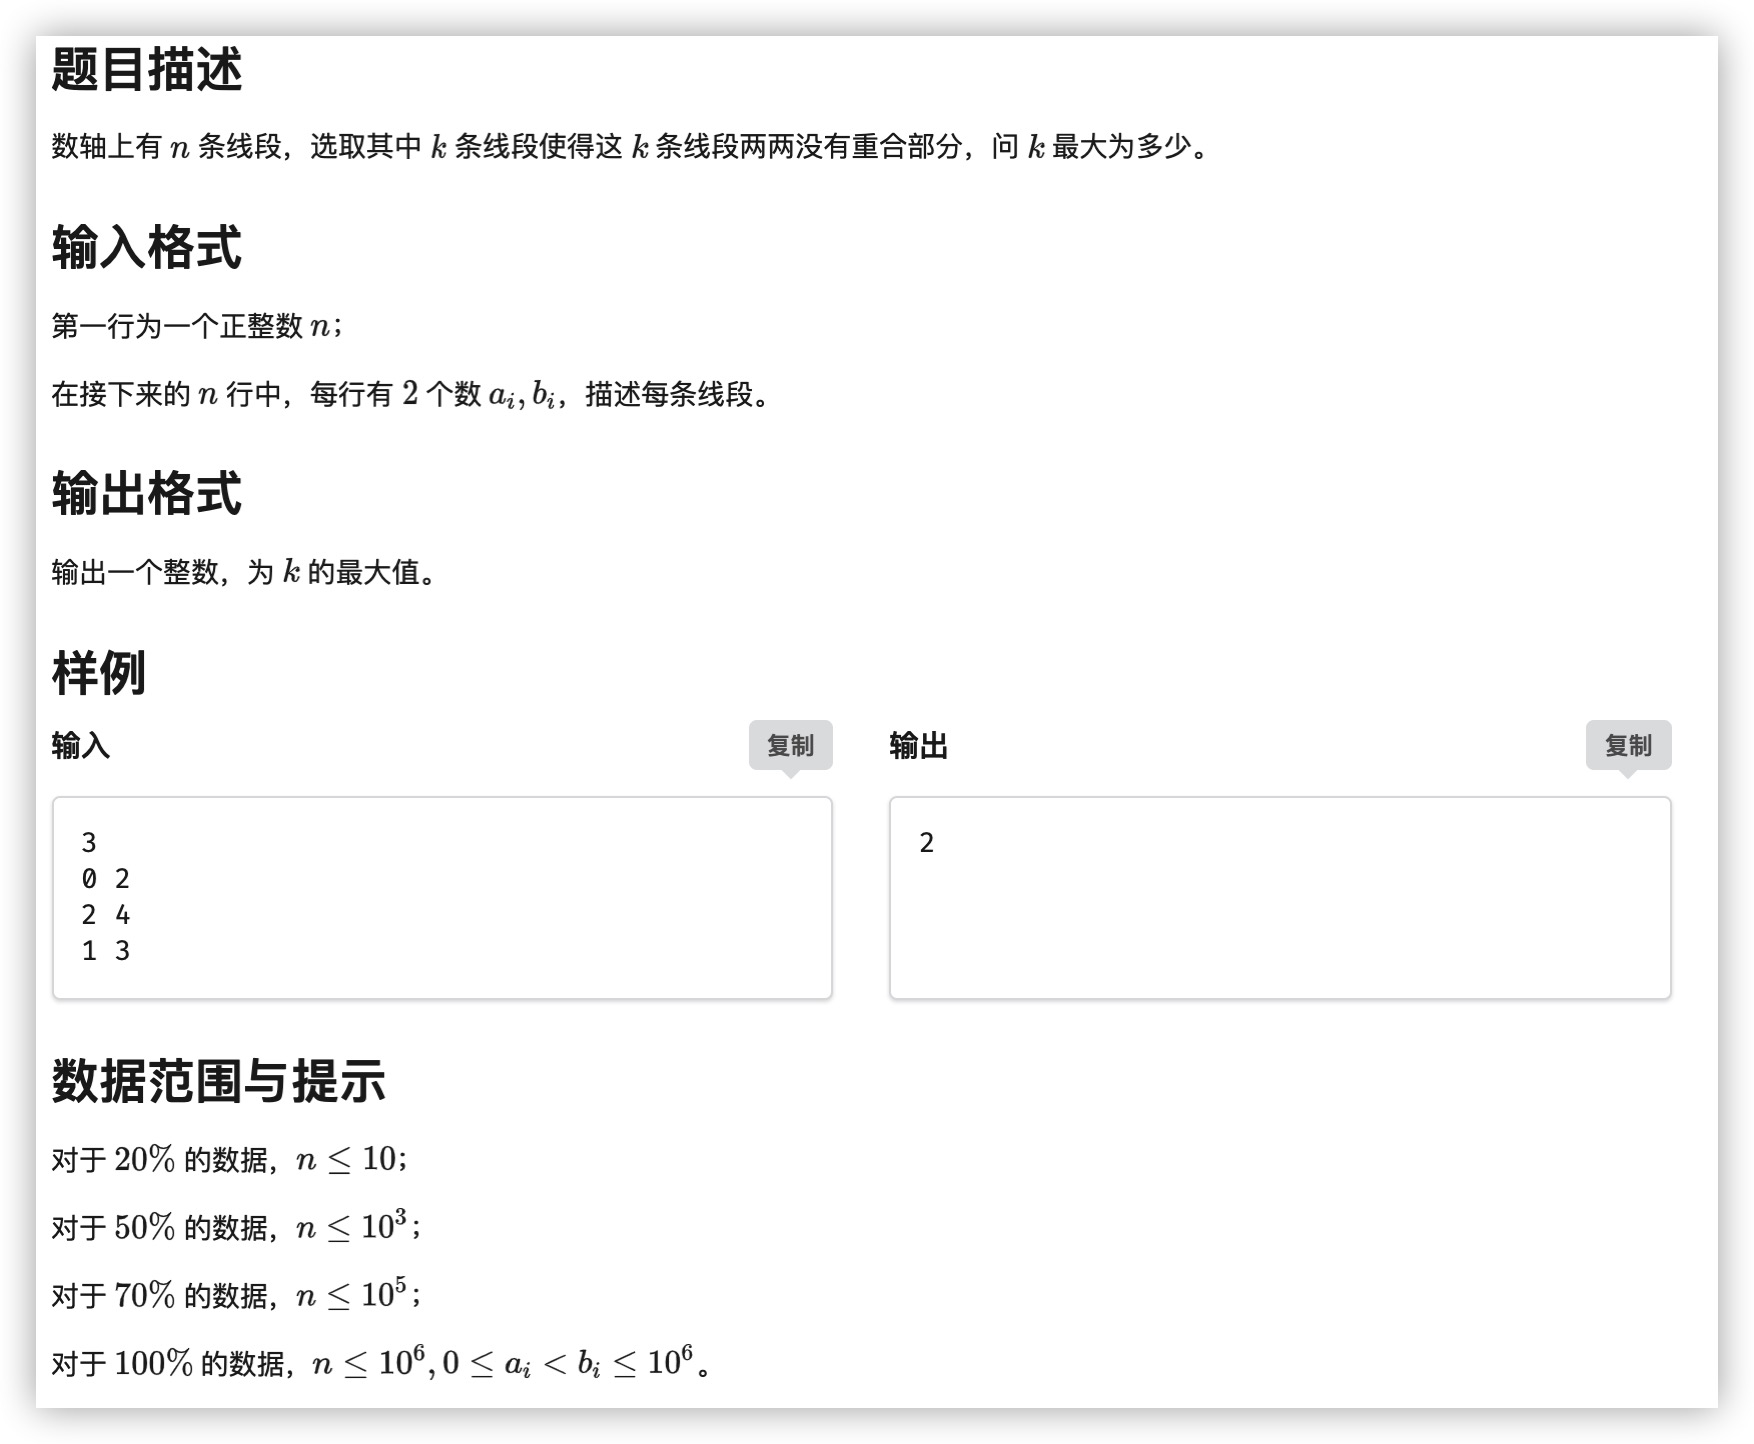 题目描述
数轴上有 n 条线段，选取其中 k 条线段使得这 k 条线段两两没有重合部分，问 k 最大为多少。
输入格式
第一行为一个正整数 n；
在接下来的 n 行中，每行有 2 个数 a_i, b_i，描述每条线段。
输出格式
输出一个整数，为 k 的最大值。
样例
输入 复制
3
0 2
2 4
1 3
输出 复制
2
数据范围与提示
对于 20% 的数据，n ≤ 10；
对于 50% 的数据，n ≤ 10^3；
对于 70% 的数据，n ≤ 10^5；
对于 100% 的数据，n ≤ 10^6, 0 ≤ a_i < b_i ≤ 10^6。